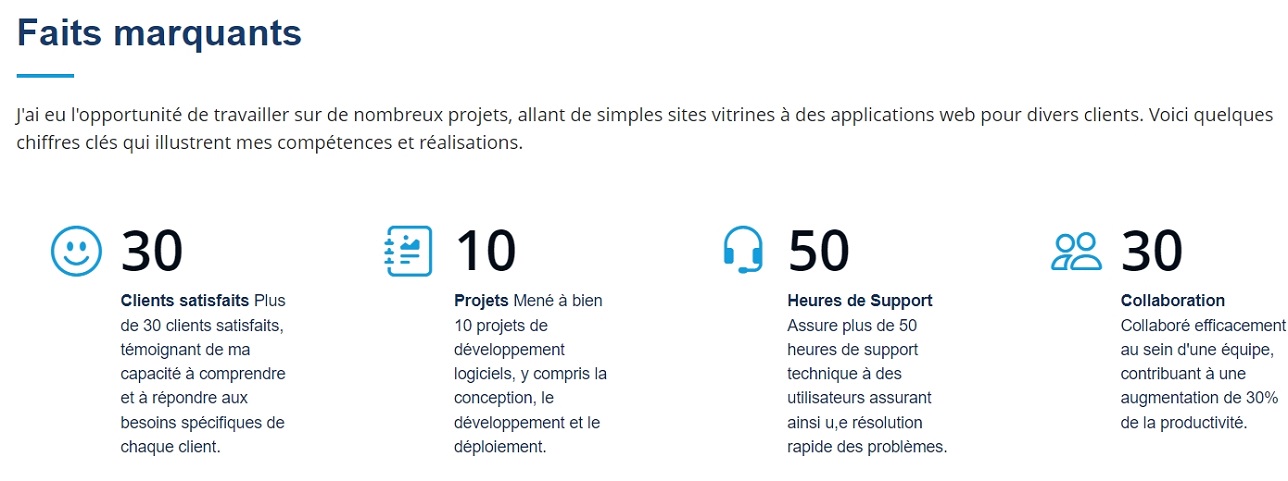 Faits marquants
J'ai eu l'opportunité de travailler sur de nombreux projets, allant de simples sites vitrines à des applications web pour divers clients. Voici quelques
chiffres clés qui illustrent mes compétences et réalisations.
30
Clients satisfaits Plus
de 30 clients satisfaits,
témoignant de ma
capacité à comprendre
et à répondre aux
besoins spécifiques de
chaque client.
10
Projets Mené à bien
10 projets de
développement
logiciels, y compris la
conception, le
développement et le
déploiement.
50
Heures de Support
Assure plus de 50
heures de support
technique à des
utilisateurs assurant
ainsi u,e résolution
rapide des problèmes.
30
Collaboration
Collaboré efficacement
au sein d'une équipe,
contribuant à une
augmentation de 30%
de la productivité.